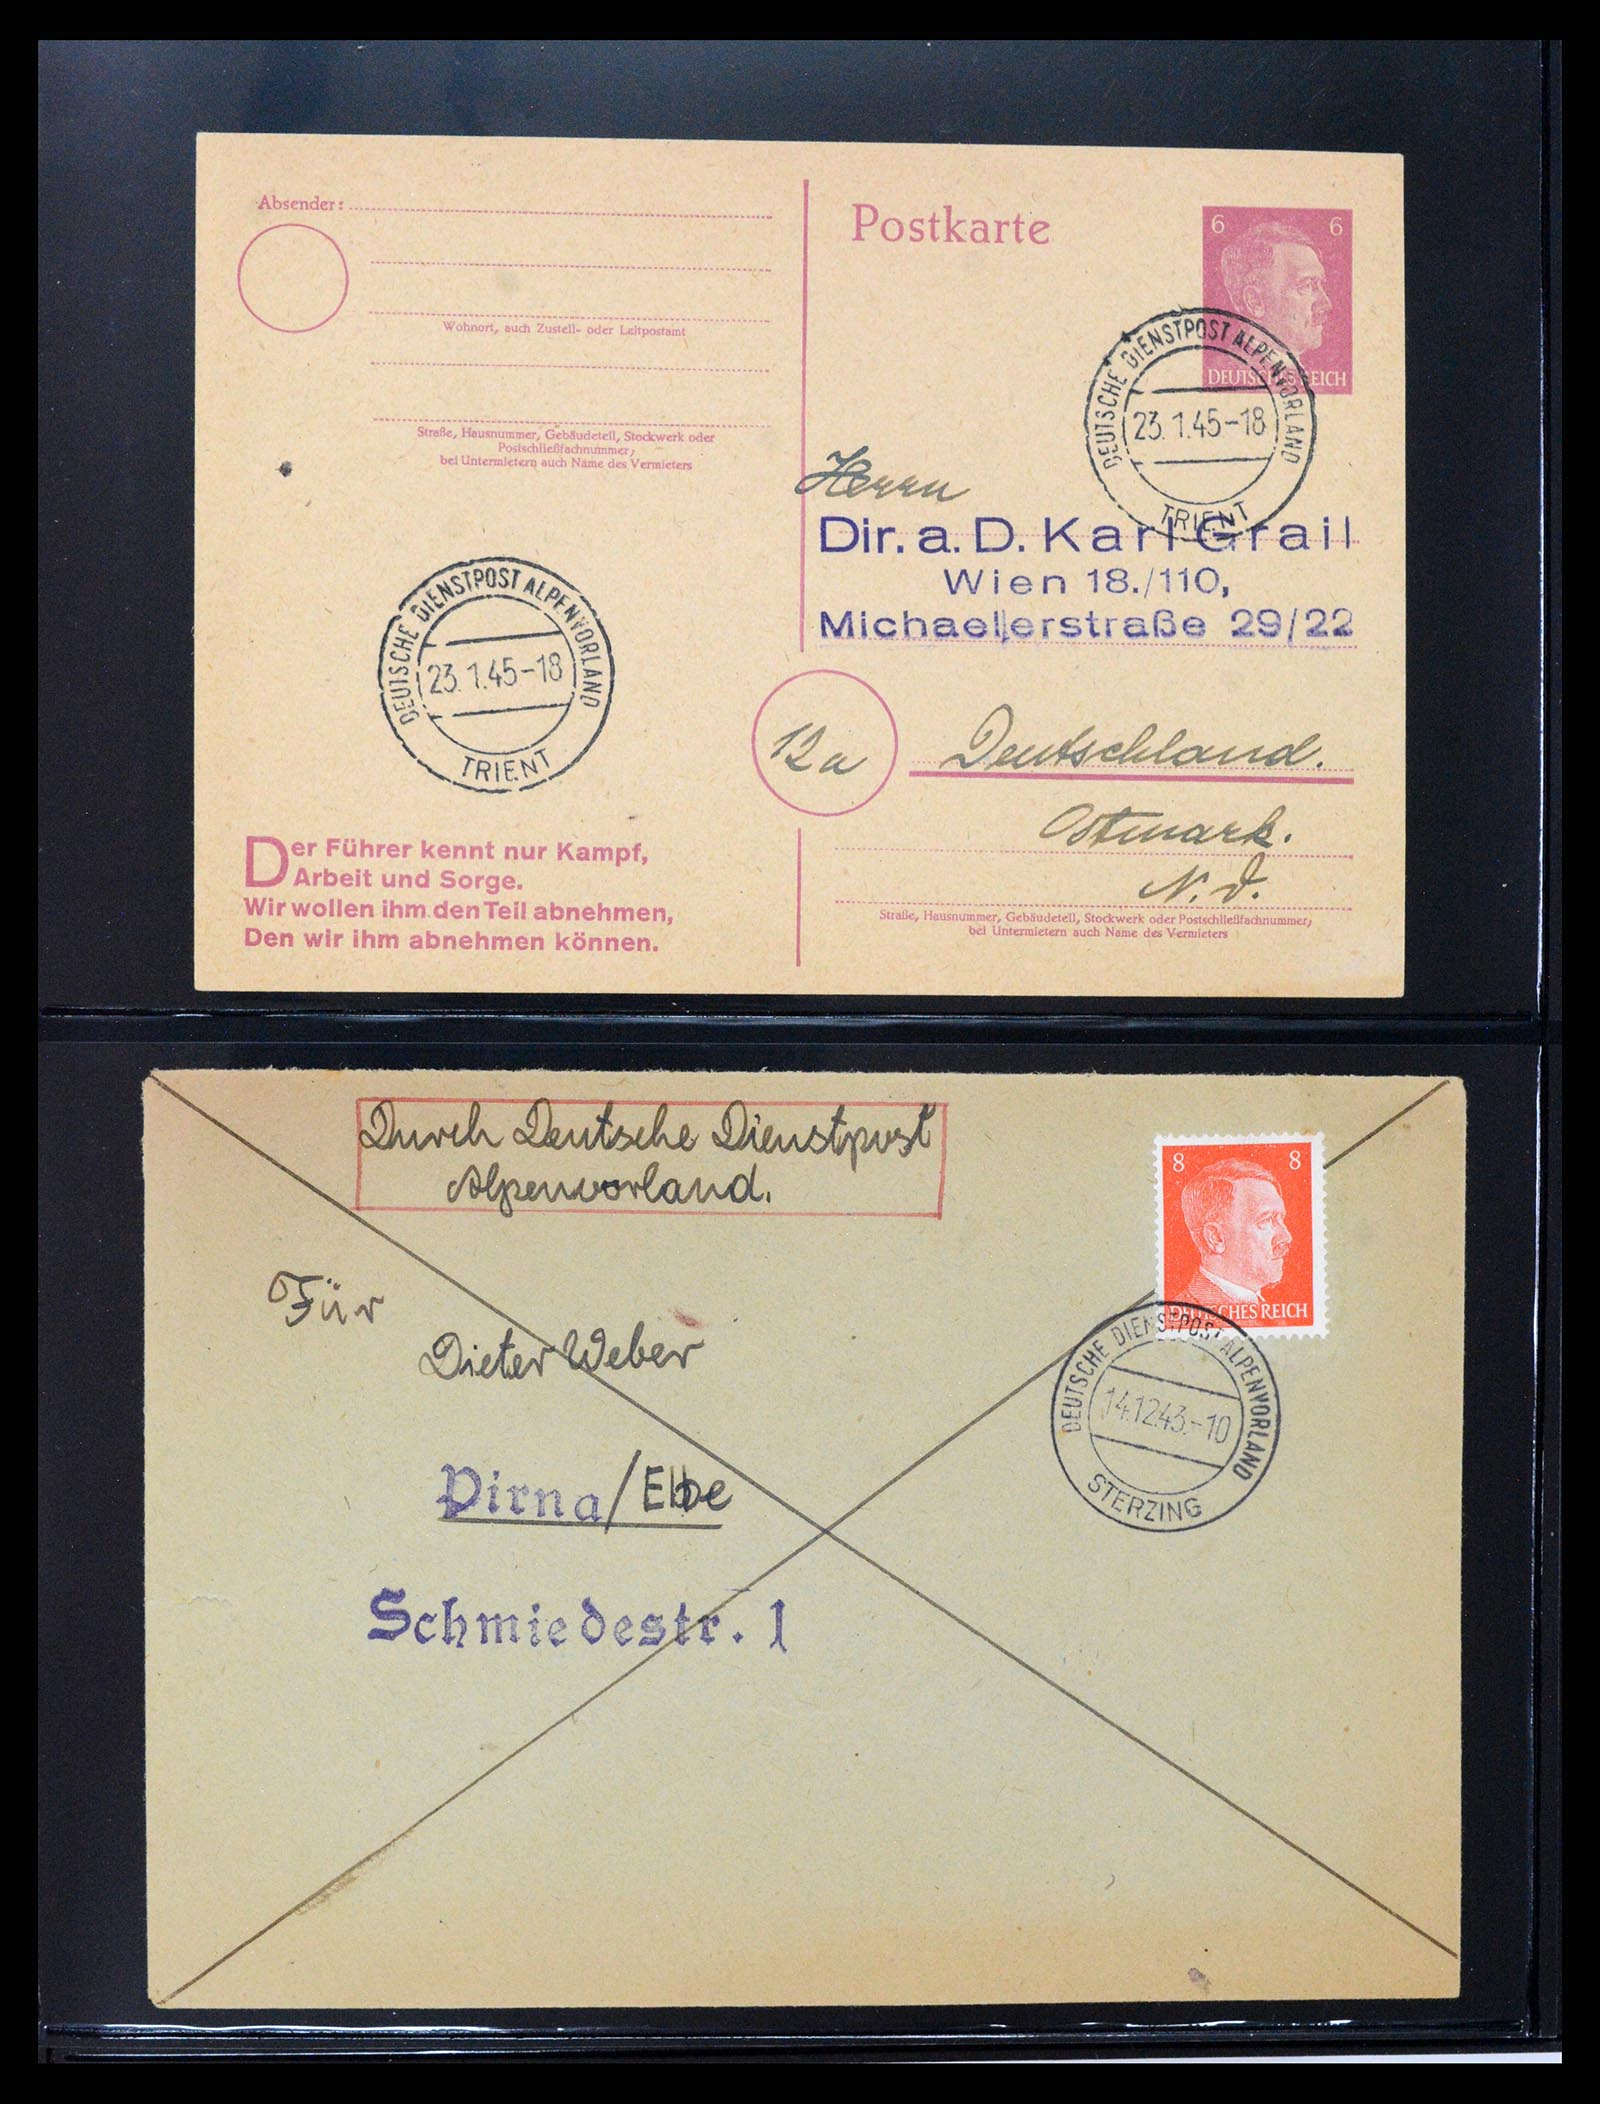 Absender:
Wohnort, auch Zustell- oder Leitpostamt
Straße, Hausnummer, Gebäudeteil, Stockwerk oder
Postschließfachnummer;
bei Untermietern auch Name des Vermieters
Postkarte
6 6
DEUTSCHES REICH
DEUTSCHE DIENSTPOST ALPENVORLAND
23.1.45-18
TRIENT
Herrn
Dir. a. D. Karl Grail
Wien 18./110,
Michaelerstraße 29/22
DEUTSCHE DIENSTPOST ALPENVORLAND
23.1.45-18
TRIENT
12a
Deutschland.
Ostmark.
N. d.
Straße, Hausnummer, Gebäudeteil, Stockwerk oder Postschließfachnummer;
bei Untermietern auch Name des Vermieters
Der Führer kennt nur Kampf,
Arbeit und Sorge.
Wir wollen ihm den Teil abnehmen,
Den wir ihm abnehmen können.
Durch Deutsche Dienstpost
Alpenvorland.
8 8
DEUTSCHES REICH
DEUTSCHE DIENSTPOST ALPENVORLAND
14.12.43.-10
STERZING
Für
Dieter Weber
Pirna/Elbe
Schmiedestr. 1